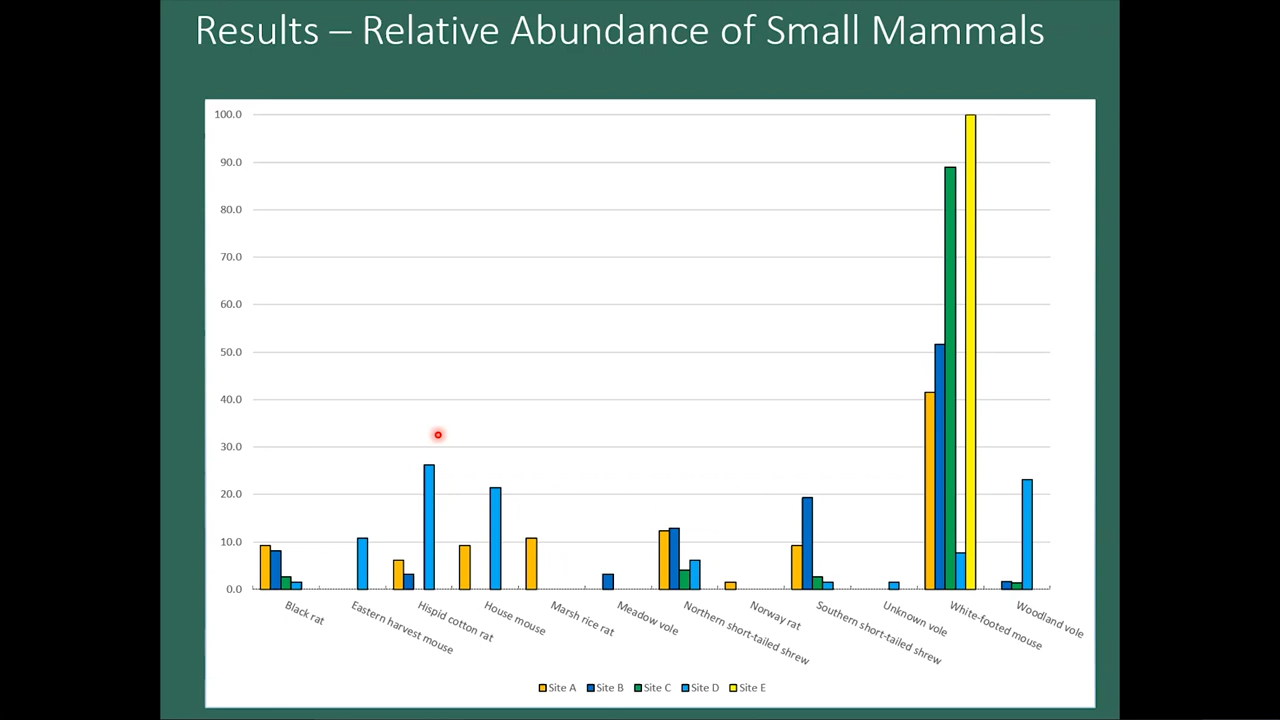 Results – Relative Abundance of Small Mammals
100.0
90.0
80.0
70.0
60.0
50.0
40.0
30.0
20.0
10.0
0.0
Black rat
Eastern harvest mouse
Hispid cotton rat
House mouse
Marsh rice rat
Meadow vole
Northern short-tailed shrew
Norway rat
Southern short-tailed shrew
Unknown vole
White-footed mouse
Woodland vole
Site A Site B Site C Site D Site E